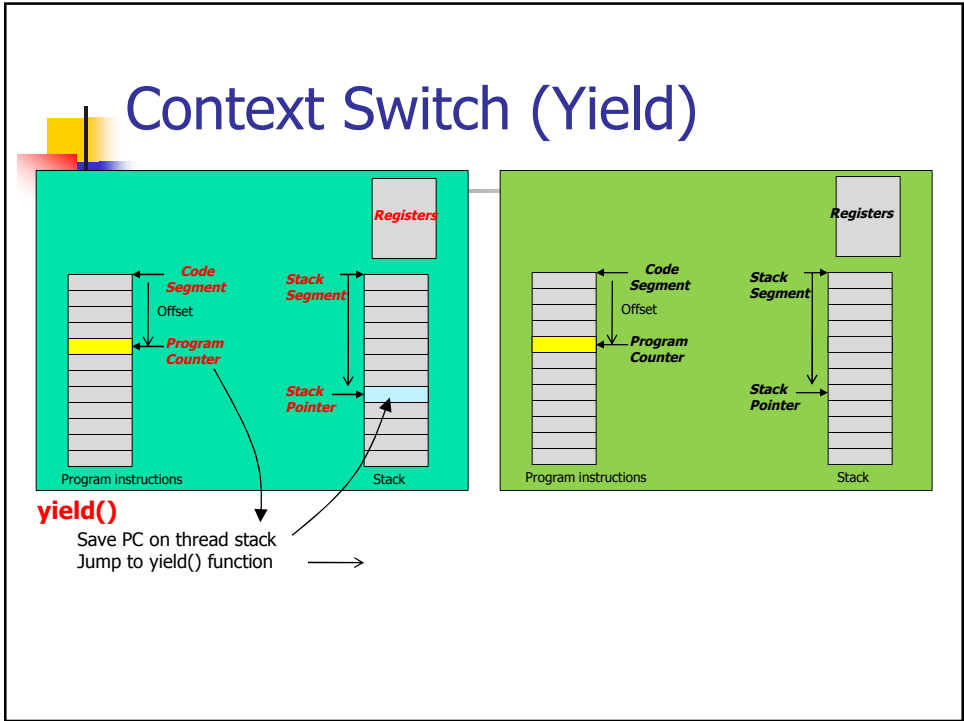 Context Switch (Yield)
Registers
Code
Segment
Offset
Program
Counter
Stack
Segment
Stack
Pointer
Program instructions
Stack
Registers
Code
Segment
Offset
Program
Counter
Stack
Segment
Stack
Pointer
Program instructions
Stack
yield()
Save PC on thread stack
Jump to yield() function